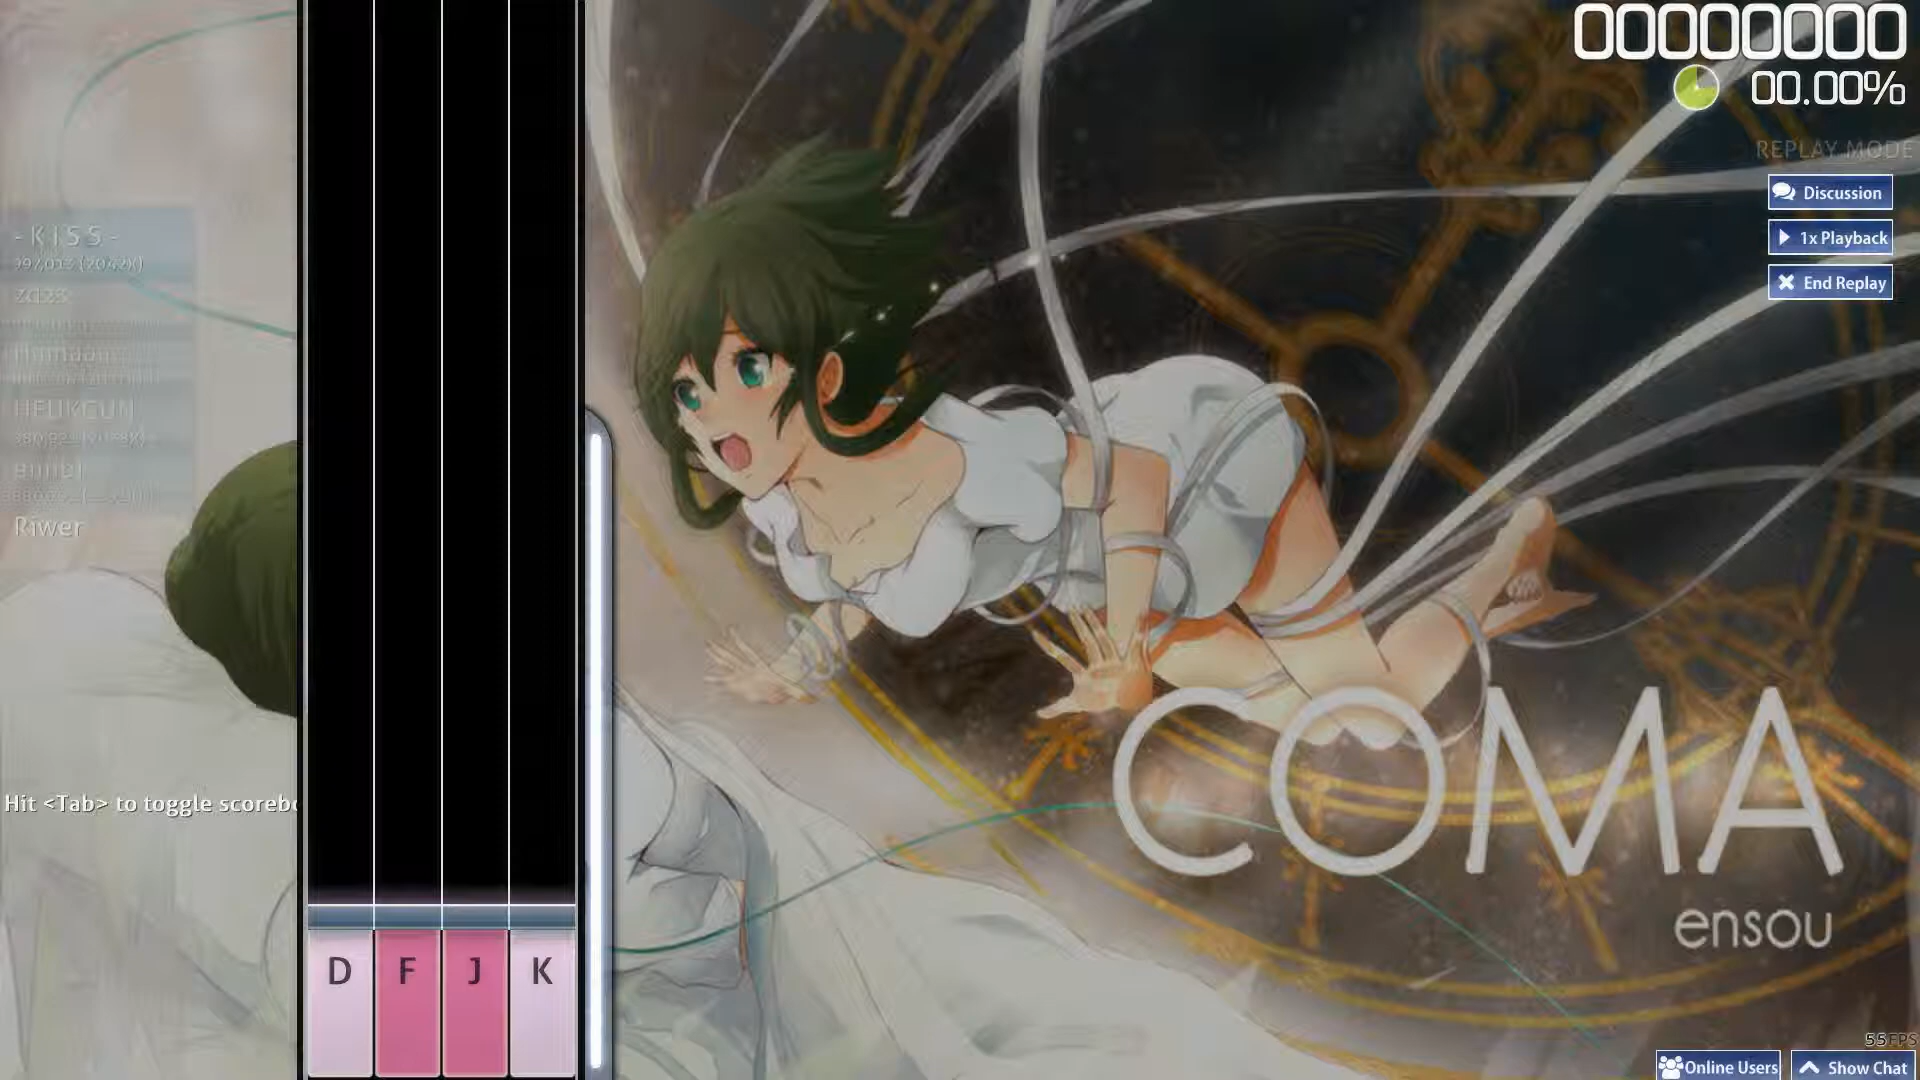 00000000
00.00%
REPLAY MODE
Discussion
1x Playback
End Replay
- K I S S -
Riwer
Hit <Tab> to toggle scorebo
COMA
ensou
D
F
J
K
55FPS
Online Users
Show Chat